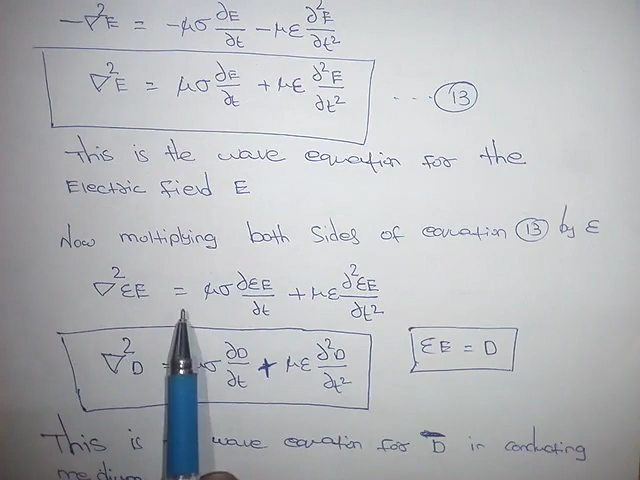 -∇²E = -μσ ∂E/∂t - με ∂²E/∂t²
∇²E = μσ ∂E/∂t + με ∂²E/∂t² .... (13)
This is the wave equation for the
Electric field E
Now multiplying both sides of equation (13) by ε
∇²εE = μσ ∂εE/∂t + με ∂²εE/∂t²
∇²D σ ∂D/∂t + με ∂²D/∂t² εE = D
This is wave equation for D in conducting
medium